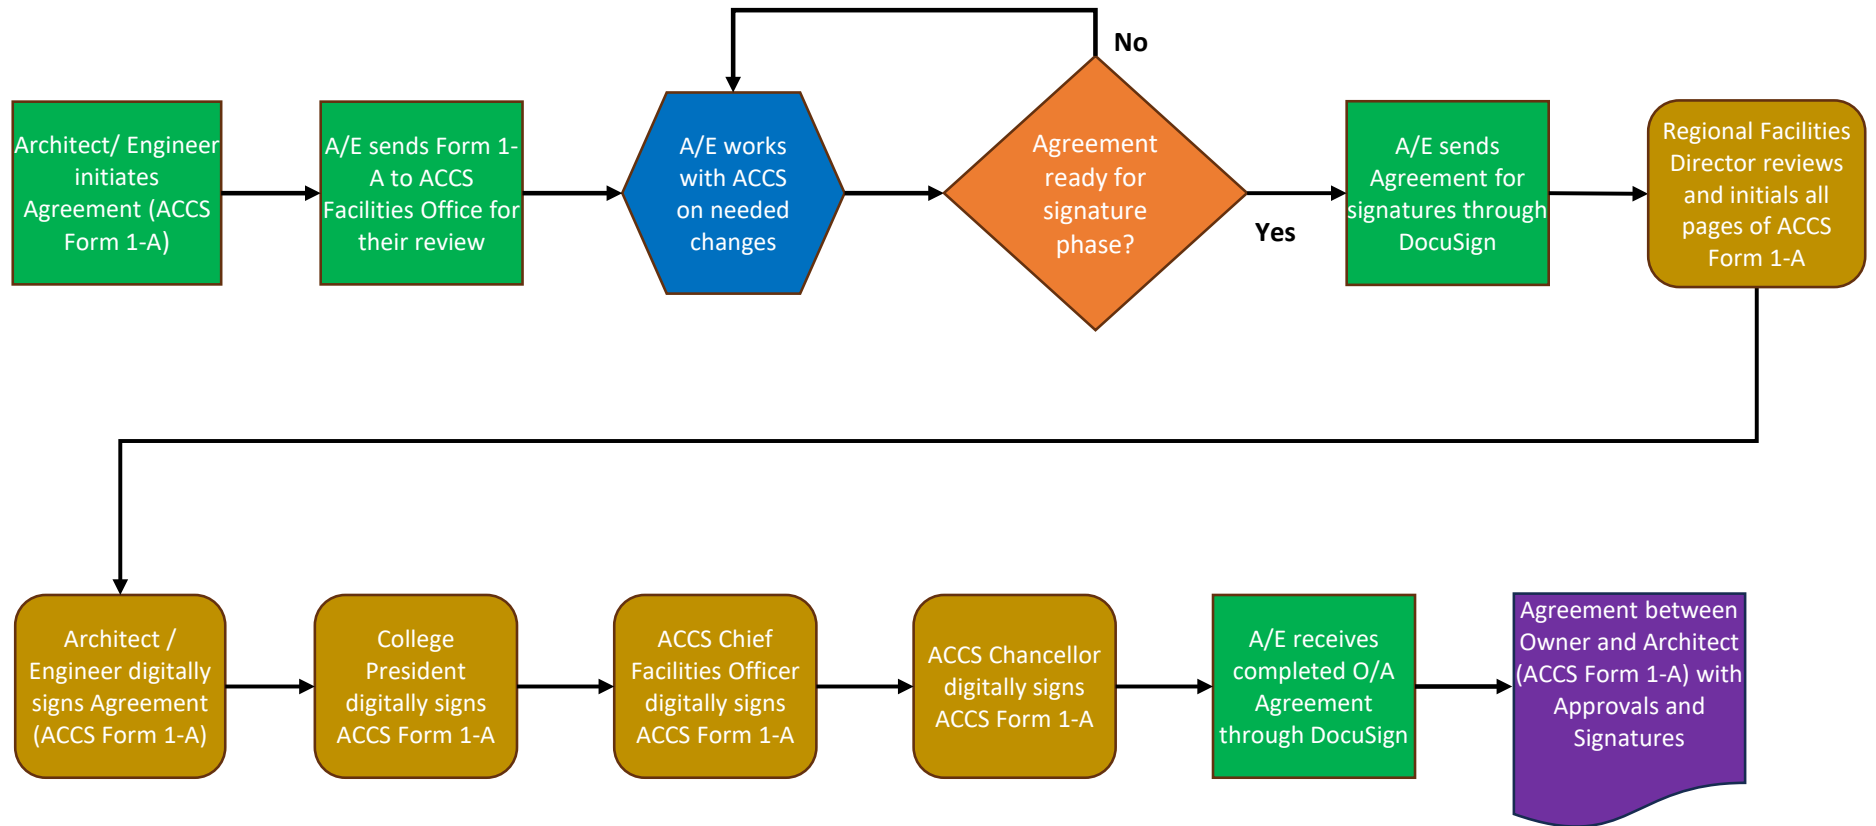 Architect/ Engineer
initiates
Agreement (ACCS
Form 1-A)
A/E sends Form 1-
A to ACCS
Facilities Office for
their review
A/E works
with ACCS
on needed
changes
No
Agreement
ready for
signature
phase?
Yes
A/E sends
Agreement for
signatures through
DocuSign
Regional Facilities
Director reviews
and initials all
pages of ACCS
Form 1-A
Architect /
Engineer digitally
signs Agreement
(ACCS Form 1-A)
College
President
digitally signs
ACCS Form 1-A
ACCS Chief
Facilities Officer
digitally signs
ACCS Form 1-A
ACCS Chancellor
digitally signs
ACCS Form 1-A
A/E receives
completed O/A
Agreement
through DocuSign
Agreement between
Owner and Architect
(ACCS Form 1-A) with
Approvals and
Signatures